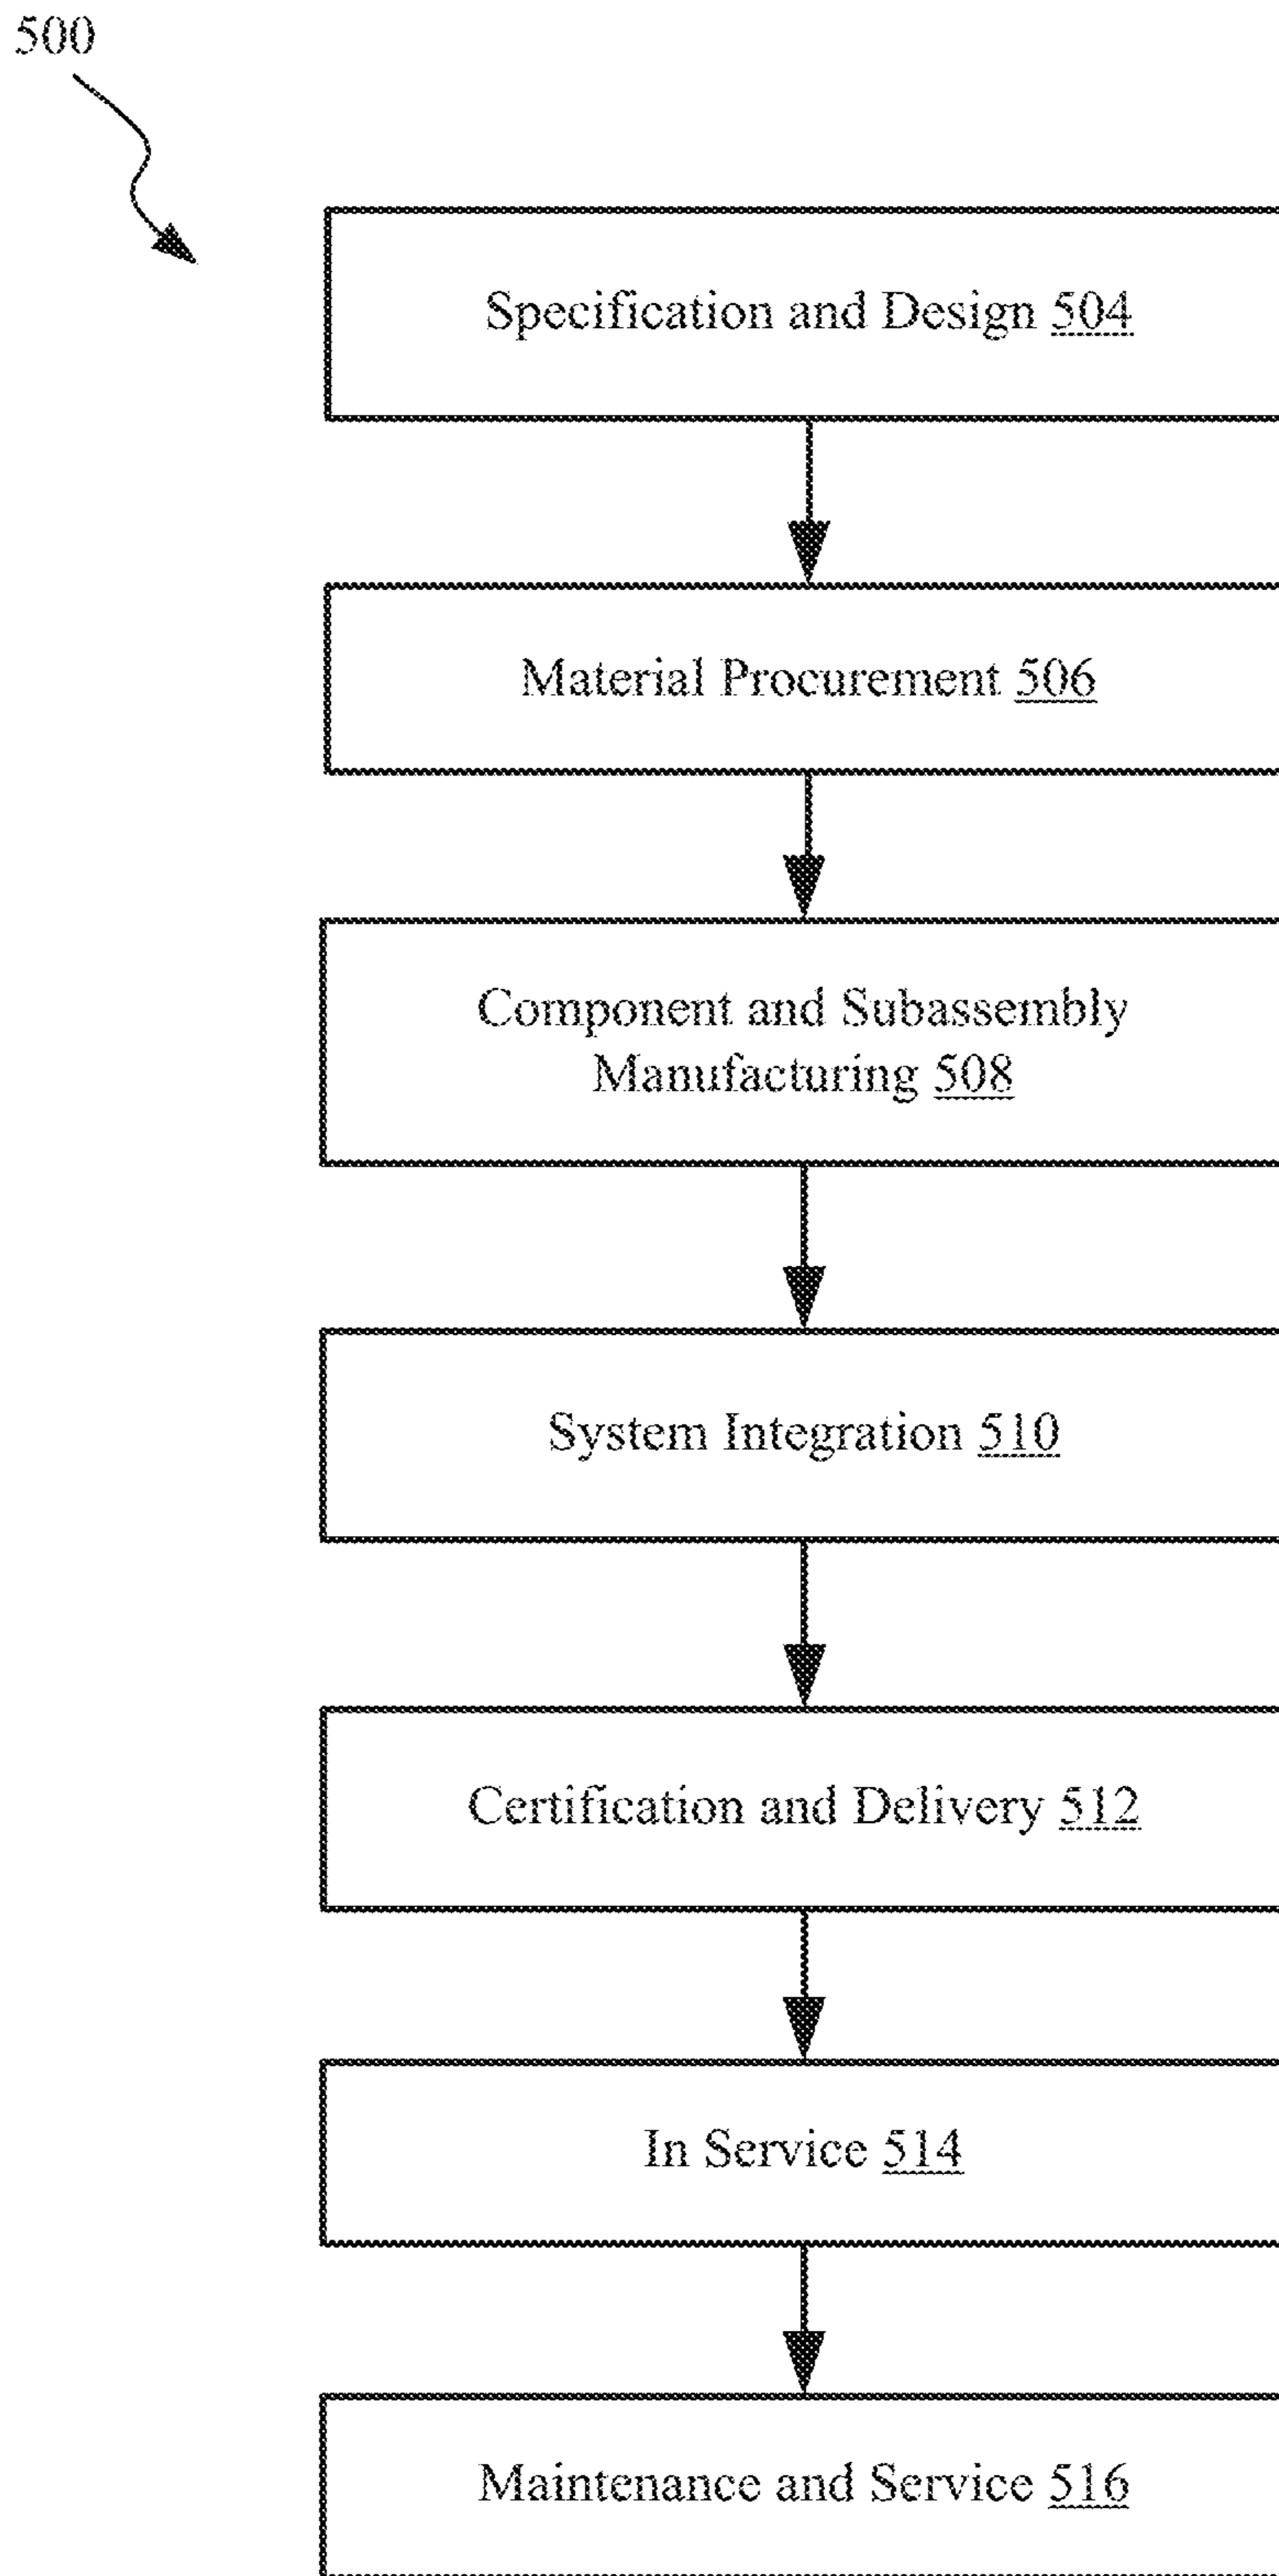 500
Specification and Design 504
Material Procurement 506
Component and Subassembly
Manufacturing 508
System Integration 510
Certification and Delivery 512
In Service 514
Maintenance and Service 516